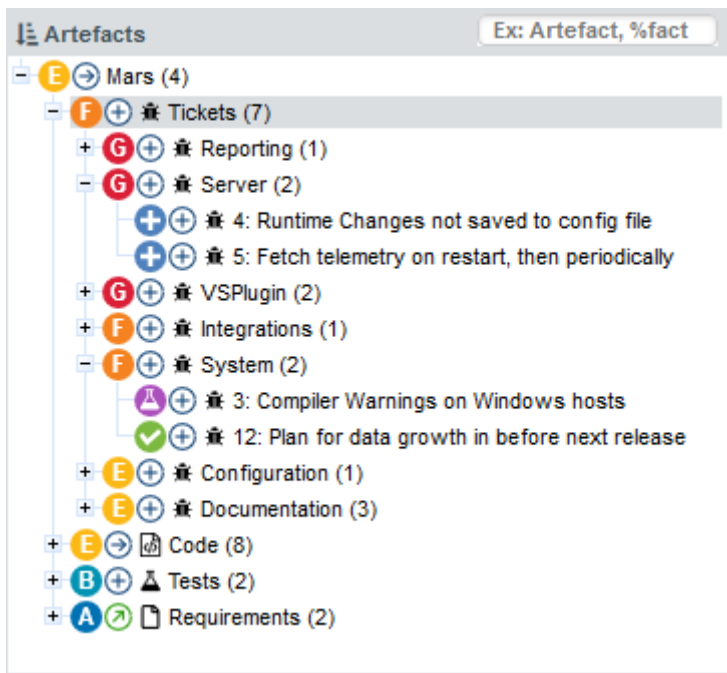 Artefacts
Ex: Artefact, %fact
E Mars (4)
F Tickets (7)
G Reporting (1)
G Server (2)
4: Runtime Changes not saved to config file
5: Fetch telemetry on restart, then periodically
G VSPlugin (2)
F Integrations (1)
F System (2)
3: Compiler Warnings on Windows hosts
12: Plan for data growth in before next release
E Configuration (1)
E Documentation (3)
E Code (8)
B Tests (2)
A Requirements (2)